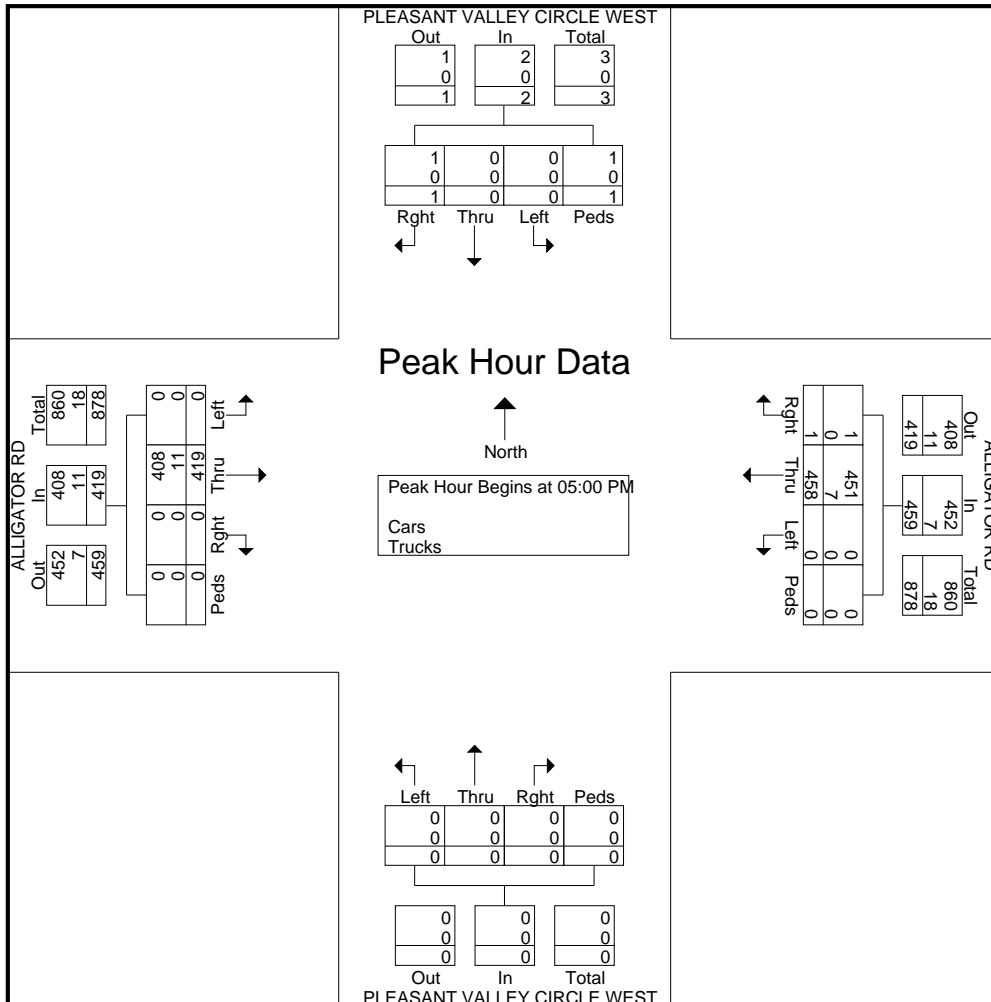 PLEASANT VALLEY CIRCLE WEST
Out In Total
1 2 3
0 0 0
1 2 3
1 0 0 1
0 0 0 0
1 0 0 1
Rght Thru Left Peds
Peak Hour Data
North
Peak Hour Begins at 05:00 PM
Cars
Trucks
ALLIGATOR RD
Total In Out
860 408 452
18 11 7
878 419 459
0 408 0 0
0 11 0 0
0 419 0 0
Left Thru Rght Peds
ALLIGATOR RD
Out In Total
408 452 860
11 7 18
419 459 878
1 451 0 0
0 7 0 0
1 458 0 0
Rght Thru Left Peds
Left Thru Rght Peds
0 0 0 0
0 0 0 0
0 0 0 0
0 0 0
0 0 0
0 0 0
Out In Total
PLEASANT VALLEY CIRCLE WEST